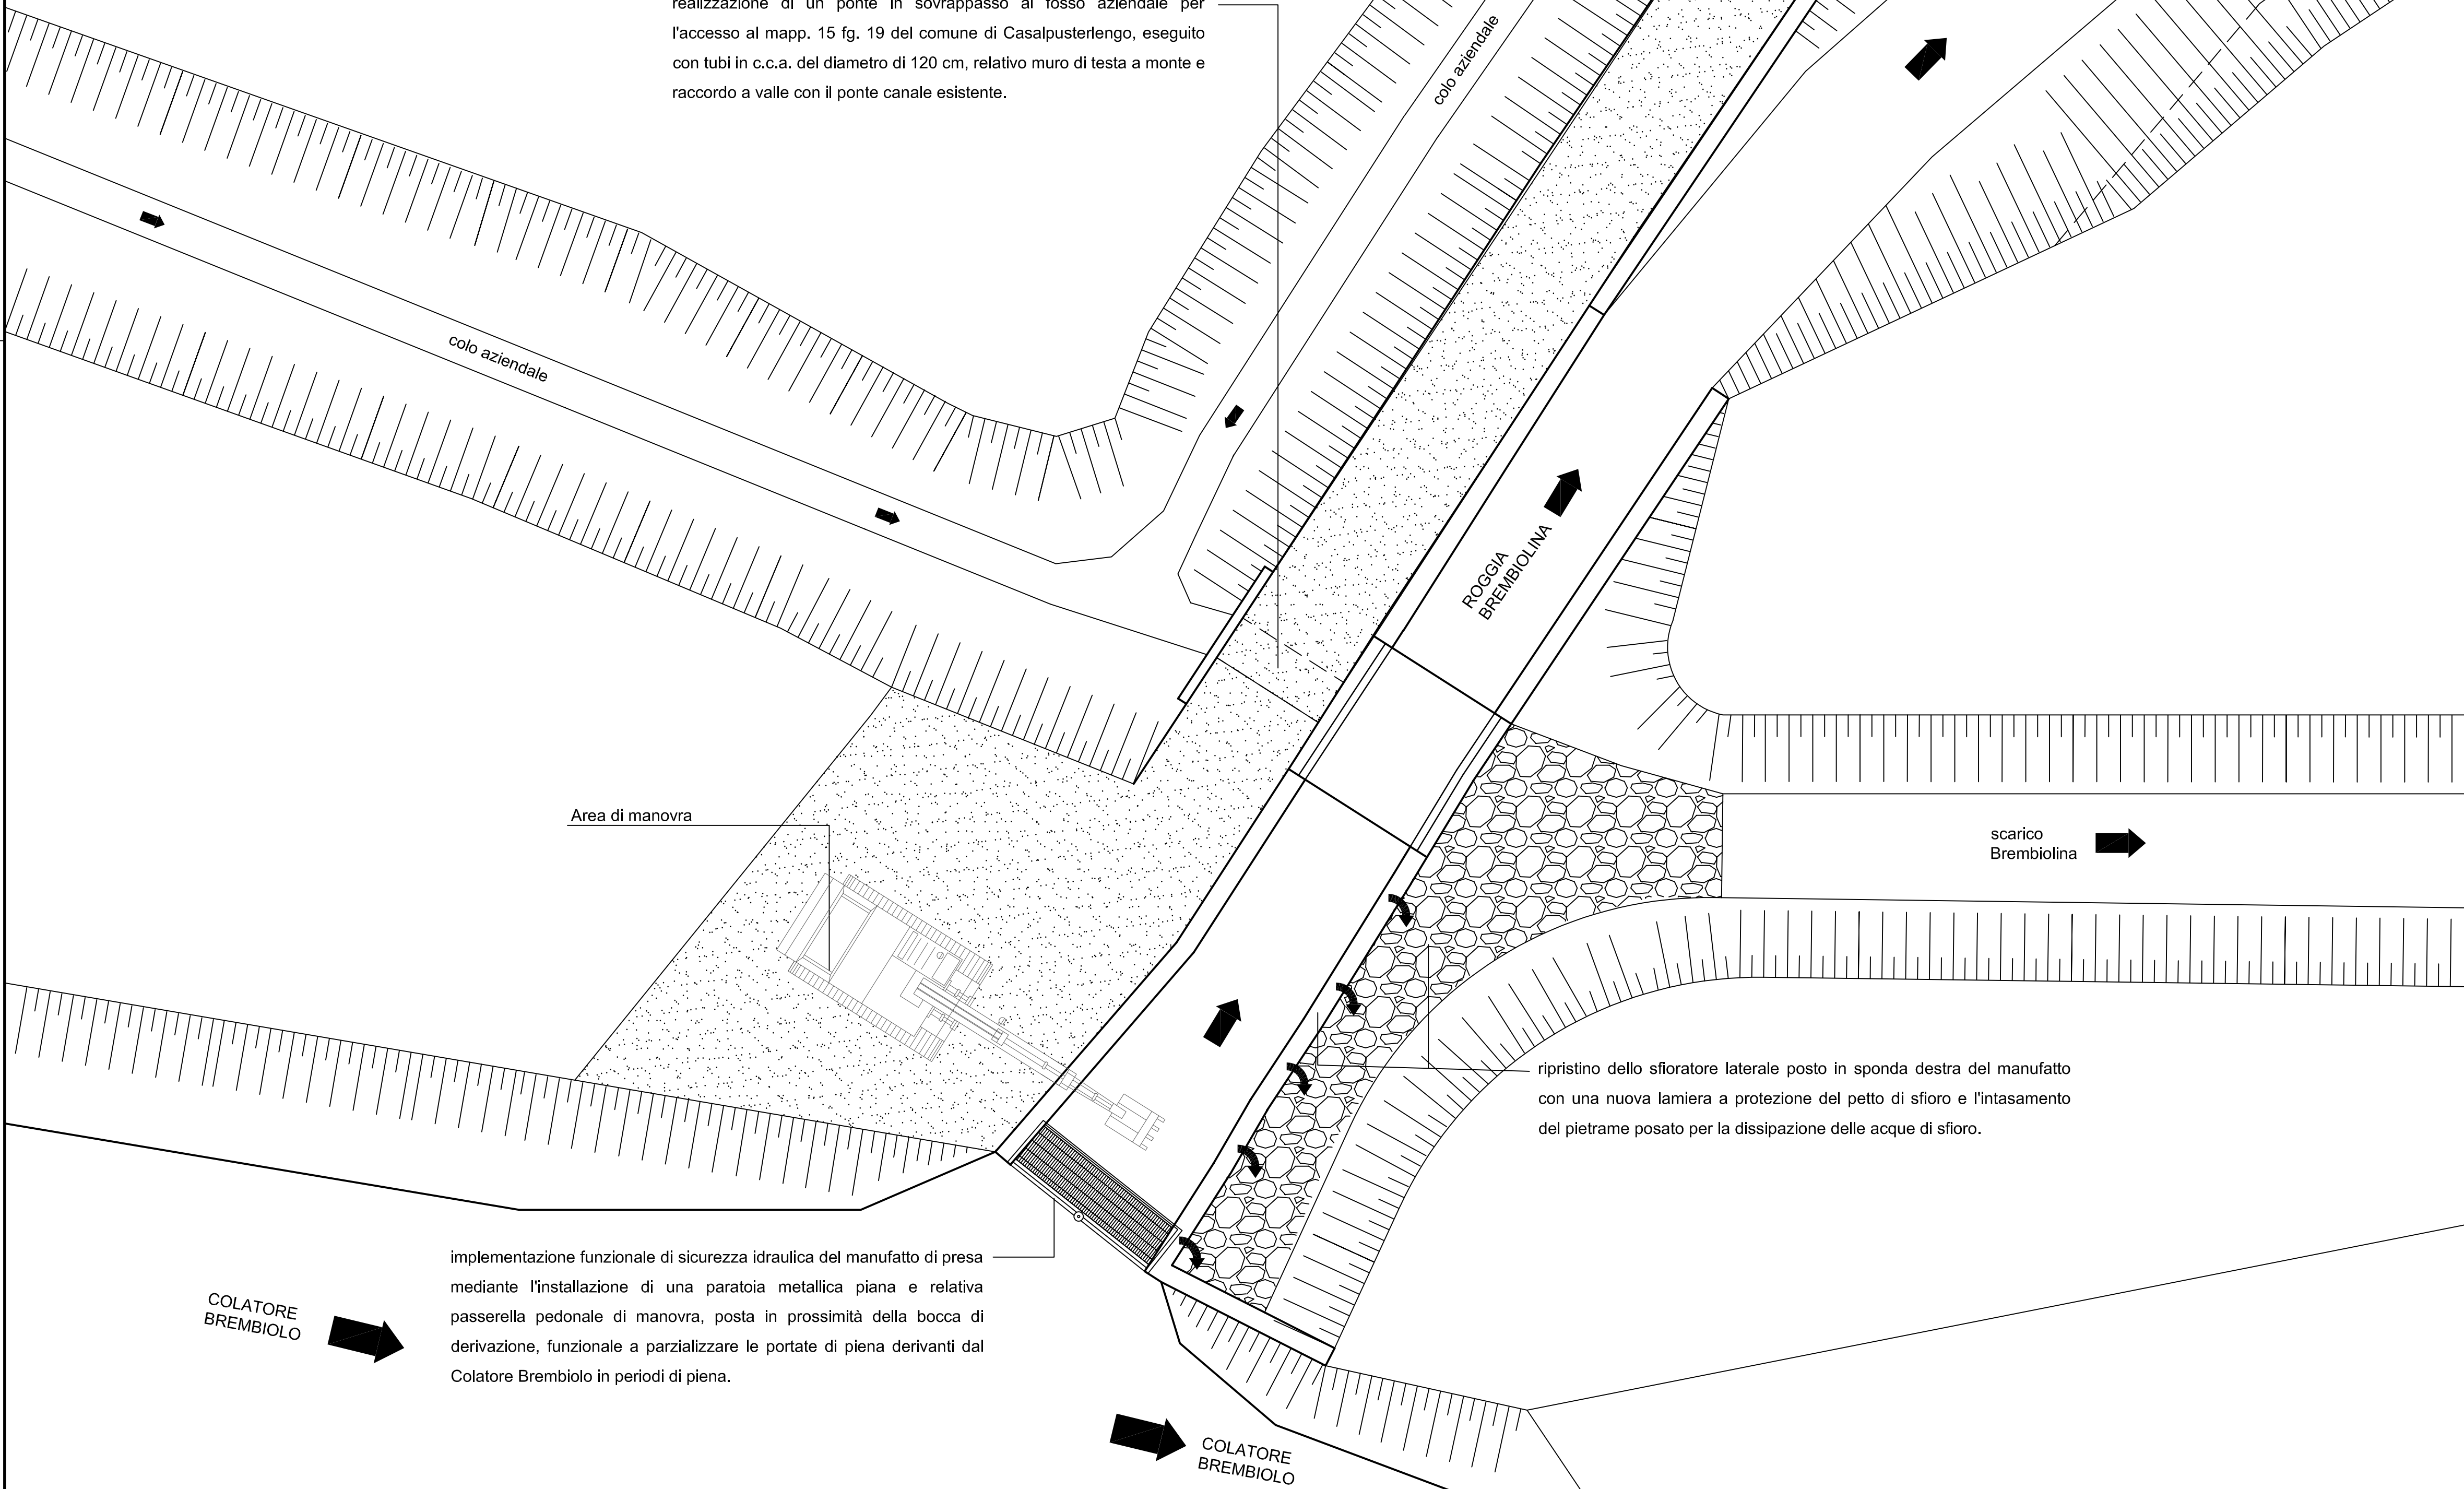 realizzazione di un ponte in sovrappasso al fosso aziendale per
l'accesso al mapp. 15 fg. 19 del comune di Casalpusterlengo, eseguito
con tubi in c.c.a. del diametro di 120 cm, relativo muro di testa a monte e
raccordo a valle con il ponte canale esistente.
colo aziendale
colo aziendale
ROGGIA
BREMBIOLINA
Area di manovra
scarico
Brembiolina
ripristino dello sfioratore laterale posto in sponda destra del manufatto
con una nuova lamiera a protezione del petto di sfioro e l'intasamento
del pietrame posato per la dissipazione delle acque di sfioro.
implementazione funzionale di sicurezza idraulica del manufatto di presa
mediante l'installazione di una paratoia metallica piana e relativa
passerella pedonale di manovra, posta in prossimità della bocca di
derivazione, funzionale a parzializzare le portate di piena derivanti dal
Colatore Brembiolo in periodi di piena.
COLATORE
BREMBIOLO
COLATORE
BREMBIOLO